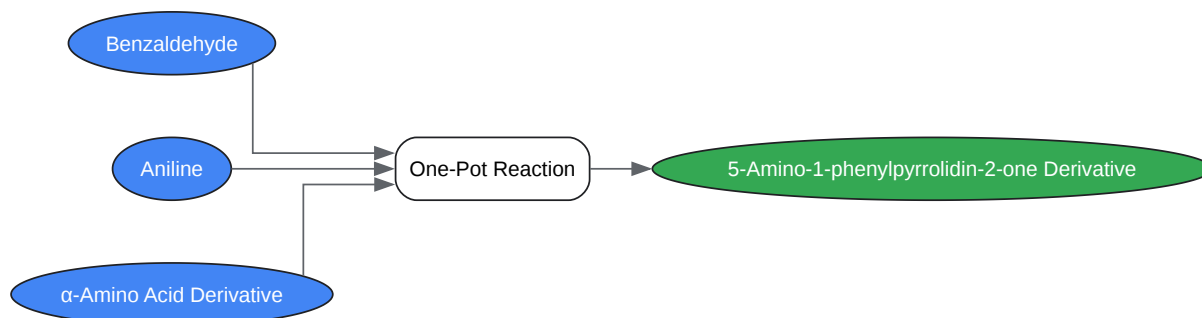 Benzaldehyde
Aniline
One-Pot Reaction
5-Amino-1-phenylpyrrolidin-2-one Derivative
α-Amino Acid Derivative